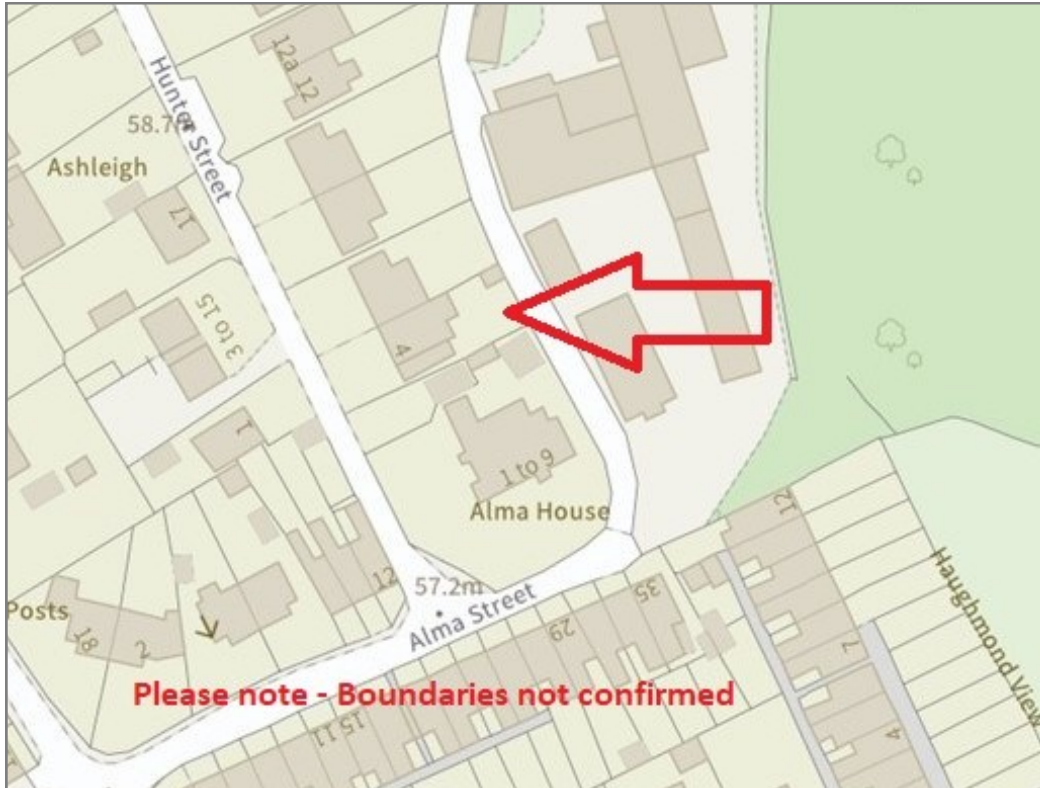 12a 12
Hunter Street
58.7m
Ashleigh
17
3 to 15
4
1
1 to 9
Alma House
12
12
57.2m
Alma Street
Posts
18
2
35
29
Haughmond View
7
Please note - Boundaries not confirmed
15
11
4